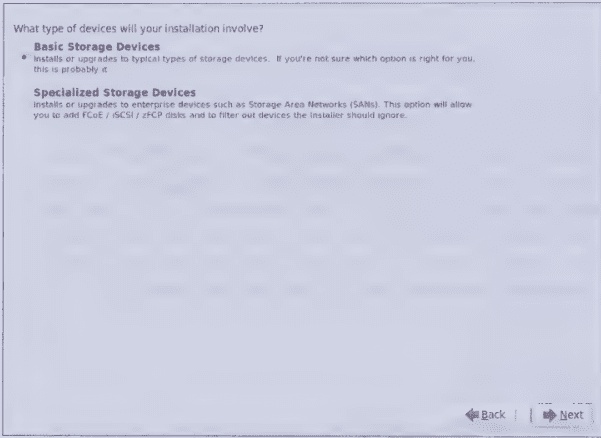 What type of devices will your installation involve?
Basic Storage Devices
Installs or upgrades to typical types of storage devices. If you're not sure which option is right for you,
this is probably it
Specialized Storage Devices
Installs or upgrades to enterprise devices such as Storage Area Networks (SANs). This option will allow
you to add FCoE / iSCSI / zFCP disks and to filter out devices the installer should ignore.
Back
Next